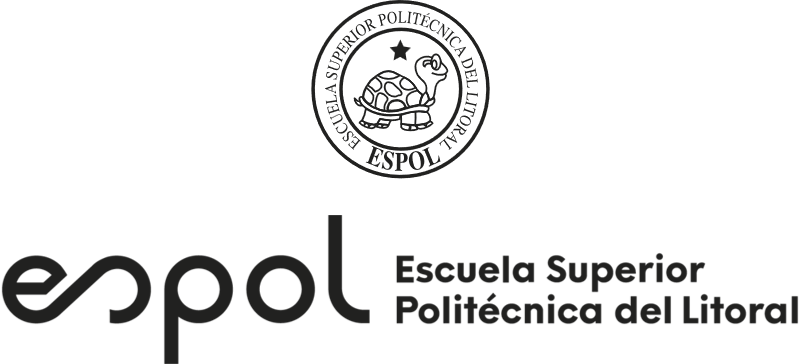 ESCUELA SUPERIOR POLITÉCNICA DEL LITORAL
ESPOL
espol
Escuela Superior
Politécnica del Litoral